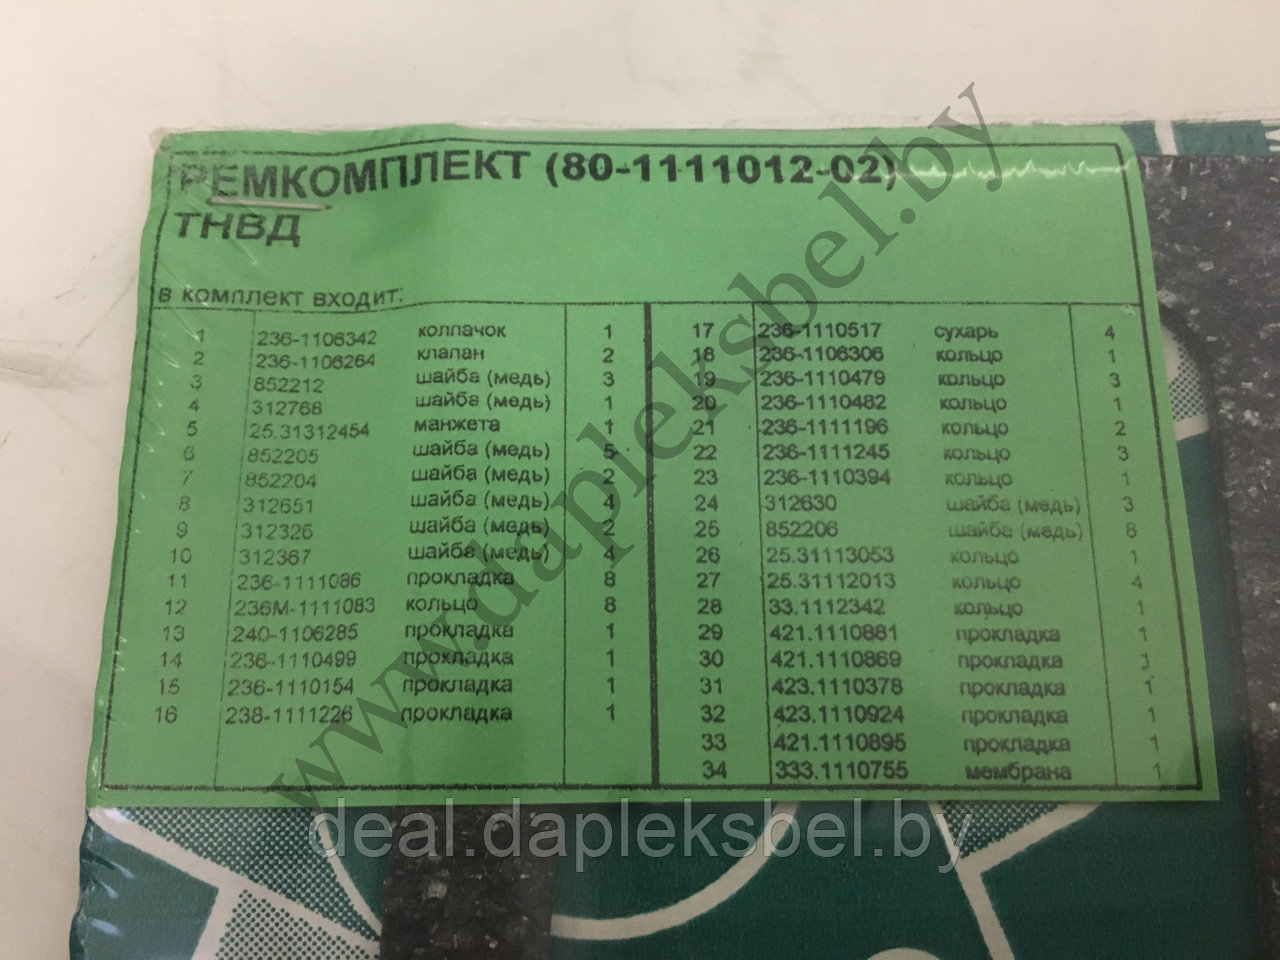 РЕМКОМПЛЕКТ (80-1111012-02)
ТНВД
в комплект входит:
1 236-1106342 колпачок 1
2 236-1106264 клапан 2
3 852212 шайба (медь) 3
4 312768 шайба (медь) 1
5 25.31312454 манжета 1
6 852205 шайба (медь) 5
7 852204 шайба (медь) 2
8 312651 шайба (медь) 4
9 312326 шайба (медь) 2
10 312367 шайба (медь) 4
11 236-1111086 прокладка 8
12 236М-1111083 кольцо 8
13 240-1106285 прокладка 1
14 236-1110499 прокладка 1
15 236-1110154 прокладка 1
16 238-1111226 прокладка 1
17 236-1110517 сухарь 4
18 236-1106306 кольцо 1
19 236-1110479 кольцо 3
20 236-1110482 кольцо 1
21 236-1111196 кольцо 2
22 236-1111245 кольцо 3
23 236-1110394 кольцо 1
24 312630 шайба (медь) 3
25 852206 шайба (медь) 8
26 25.31113053 кольцо 1
27 25.31112013 кольцо 4
28 33.1112342 кольцо 1
29 421.1110881 прокладка 1
30 421.1110869 прокладка 1
31 423.1110378 прокладка 1
32 423.1110924 прокладка 1
33 421.1110895 прокладка 1
34 333.1110755 мембрана 1
www.dapleksbel.by
deal.dapleksbel.by